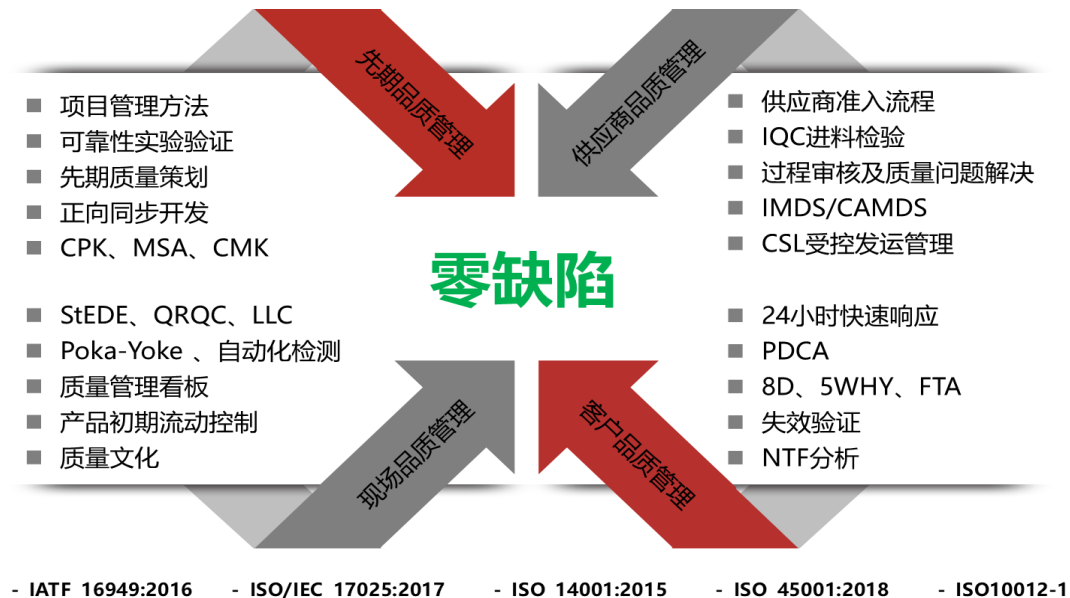 先期品质管理
供应商品质管理
■ 项目管理方法
■ 可靠性实验验证
■ 先期质量策划
■ 正向同步开发
■ CPK、MSA、CMK
■ 供应商准入流程
■ IQC进料检验
■ 过程审核及质量问题解决
■ IMDS/CAMDS
■ CSL受控发运管理
零缺陷
■ StEDE、QRQC、LLC
■ Poka-Yoke 、自动化检测
■ 质量管理看板
■ 产品初期流动控制
■ 质量文化
■ 24小时快速响应
■ PDCA
■ 8D、5WHY、FTA
■ 失效验证
■ NTF分析
现场品质管理
客户品质管理
- IATF 16949:2016 - ISO/IEC 17025:2017 - ISO 14001:2015 - ISO 45001:2018 - ISO10012-1